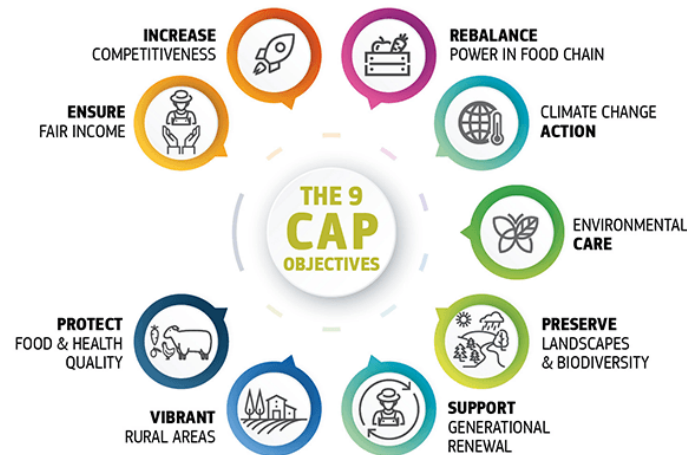 INCREASE
COMPETITIVENESS
REBALANCE
POWER IN FOOD CHAIN
ENSURE
FAIR INCOME
CLIMATE CHANGE
ACTION
THE 9
CAP
OBJECTIVES
ENVIRONMENTAL
CARE
PROTECT
FOOD & HEALTH
QUALITY
PRESERVE
LANDSCAPES
& BIODIVERSITY
VIBRANT
RURAL AREAS
SUPPORT
GENERATIONAL
RENEWAL